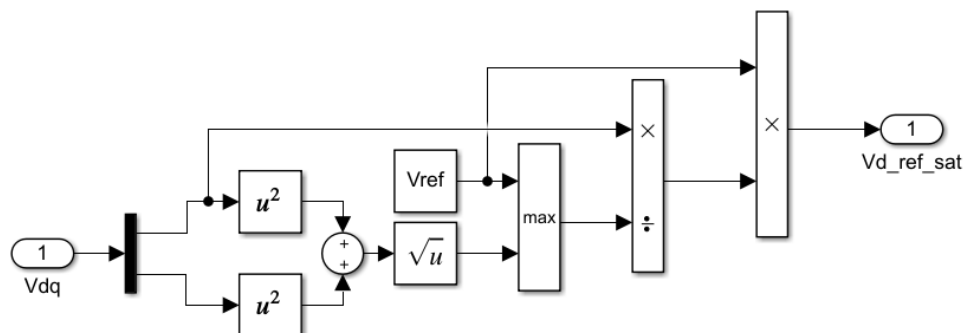 ×
×
1
Vd_ref_sat
Vref
max
÷
u²
+
+
√u
1
Vdq
u²